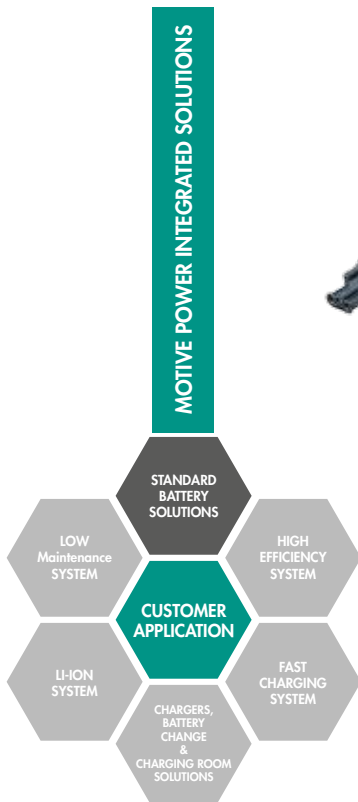 MOTIVE POWER INTEGRATED SOLUTIONS
STANDARD
BATTERY
SOLUTIONS
LOW
Maintenance
SYSTEM
HIGH
EFFICIENCY
SYSTEM
CUSTOMER
APPLICATION
LI-ION
SYSTEM
FAST
CHARGING
SYSTEM
CHARGERS,
BATTERY
CHANGE
&
CHARGING ROOM
SOLUTIONS